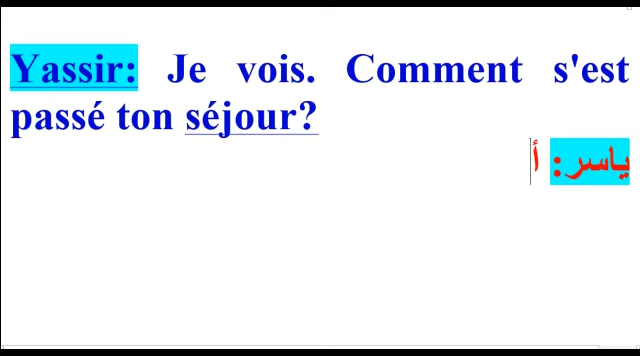 Yassir: Je vois. Comment s'est
passé ton séjour?
ياسر: أ